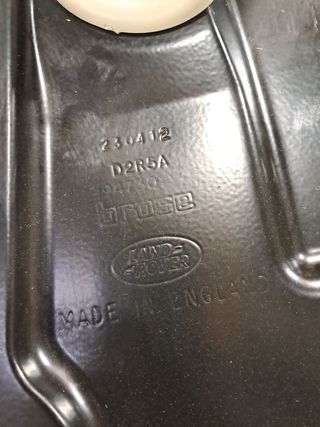 230412
D2R5A
brose
LAND-
-ROVER
MADE IN ENGLAND